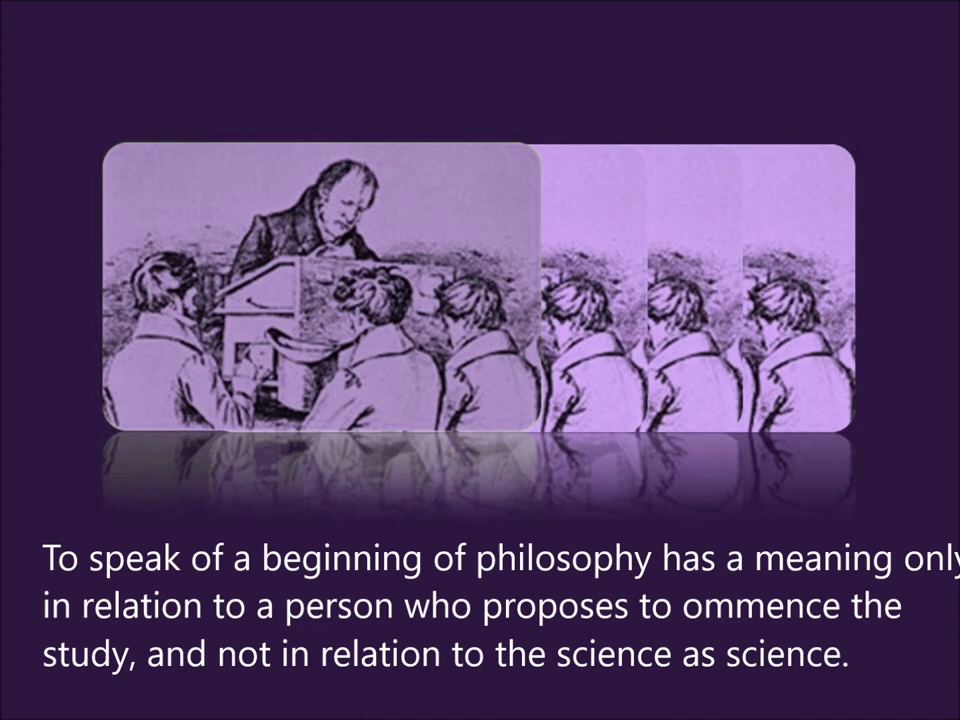 To speak of a beginning of philosophy has a meaning only
in relation to a person who proposes to ommence the
study, and not in relation to the science as science.